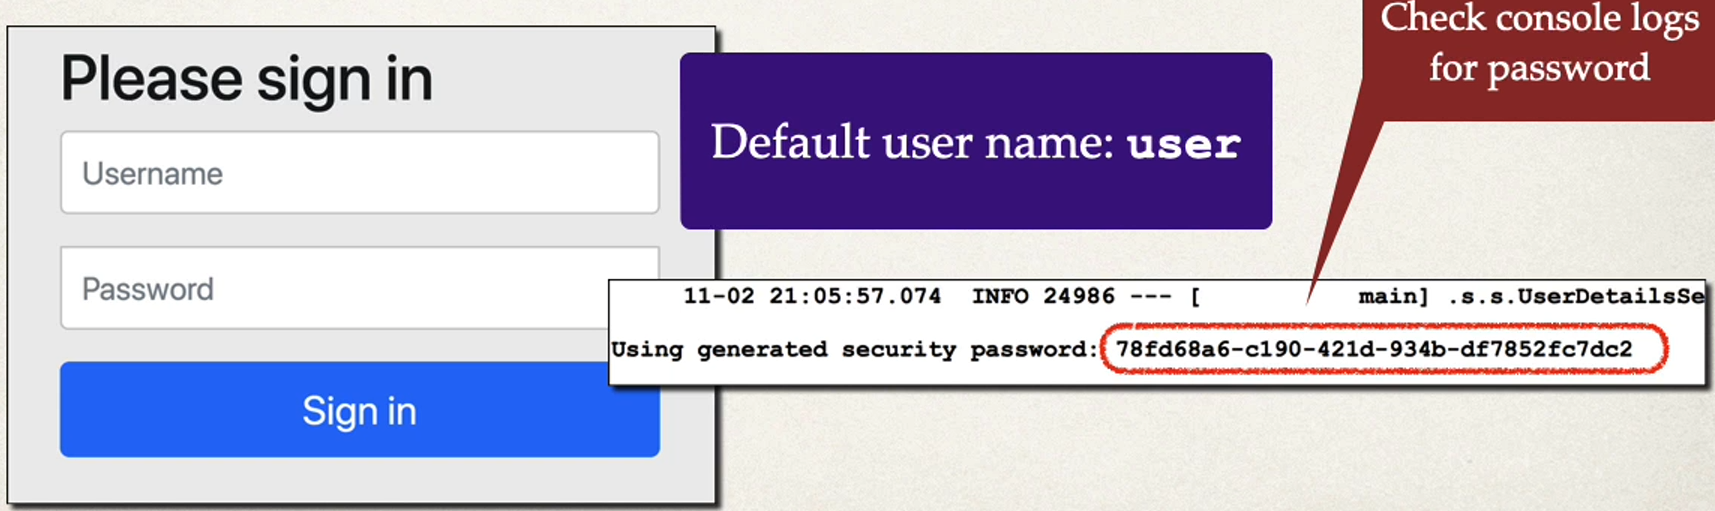 Please sign in
Username
Password
Sign in
Default user name: user
Check console logs
for password
11-02 21:05:57.074  INFO 24986 --- [           main] .s.s.UserDetailsSe
Using generated security password: 78fd68a6-c190-421d-934b-df7852fc7dc2